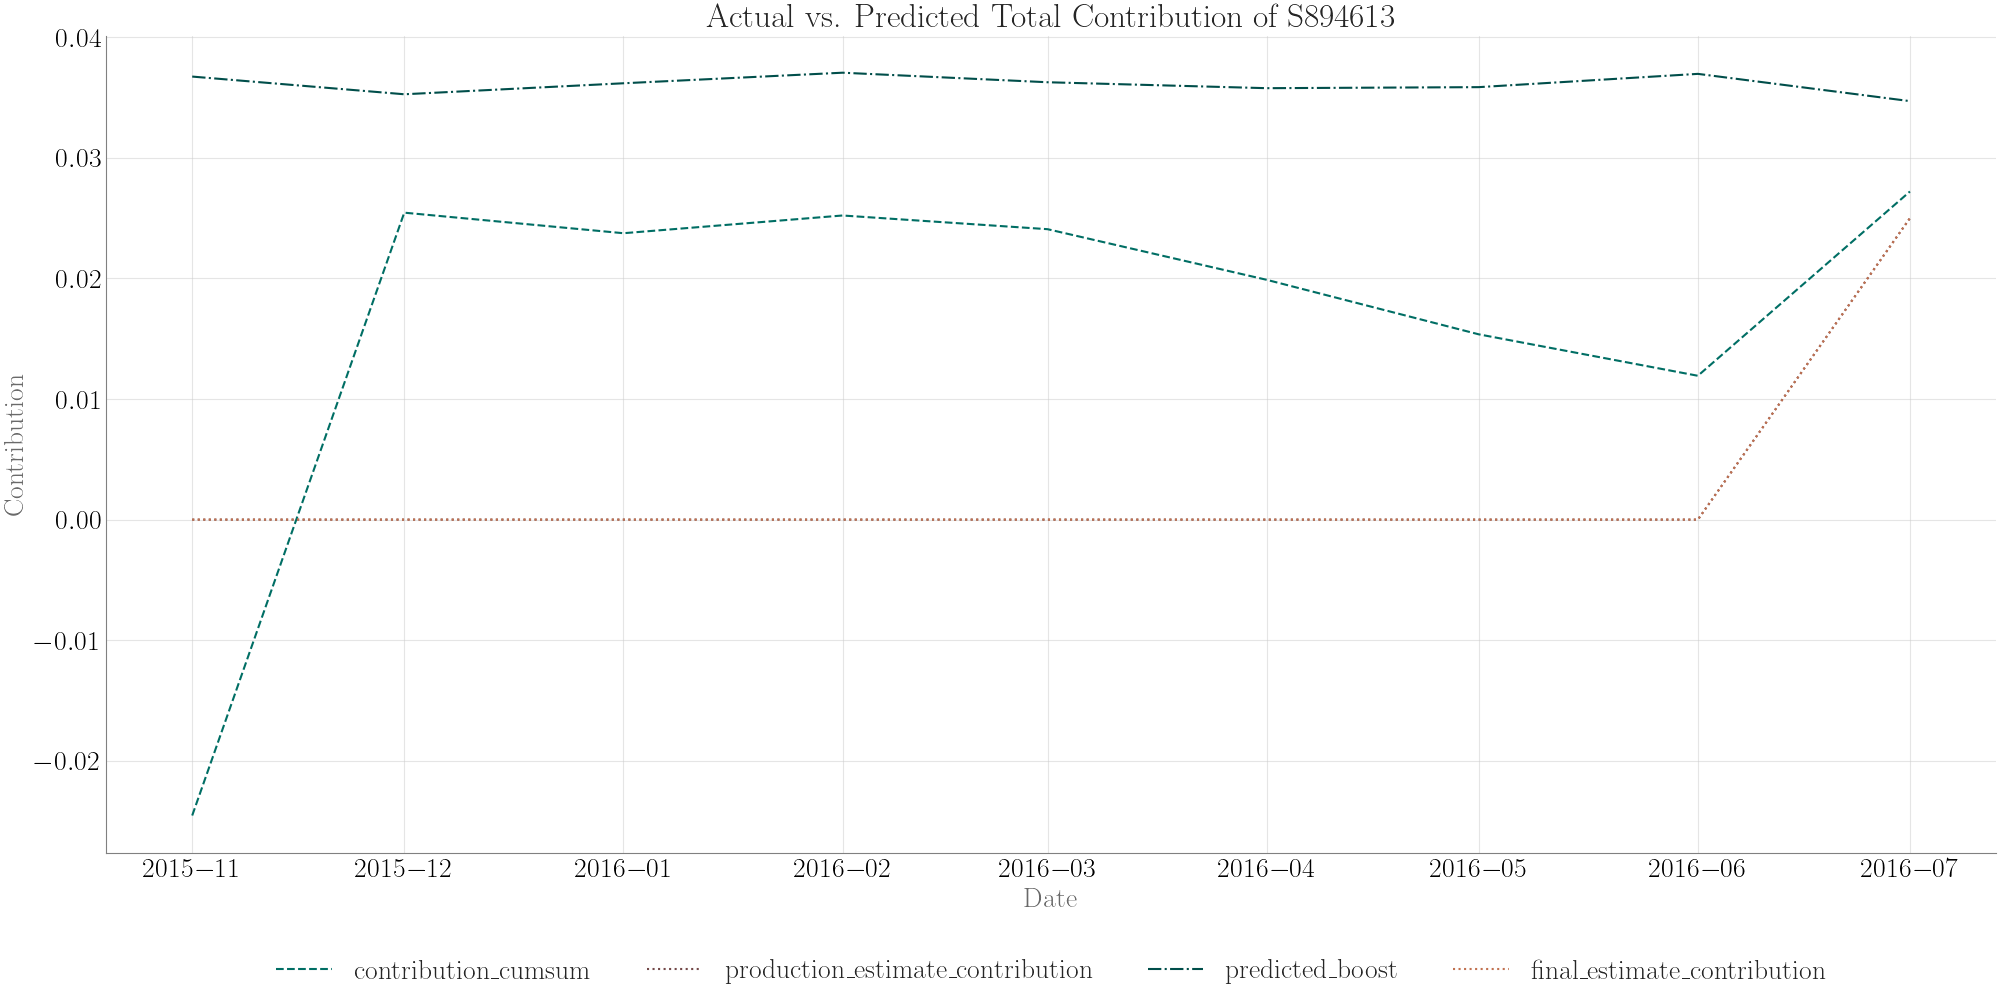 Actual vs. Predicted Total Contribution of S894613
0.04
0.03
0.02
0.01
0.00
−0.01
−0.02
Contribution
2015−11 2015−12 2016−01 2016−02 2016−03 2016−04 2016−05 2016−06 2016−07
Date
contribution_cumsum production_estimate_contribution predicted_boost final_estimate_contribution